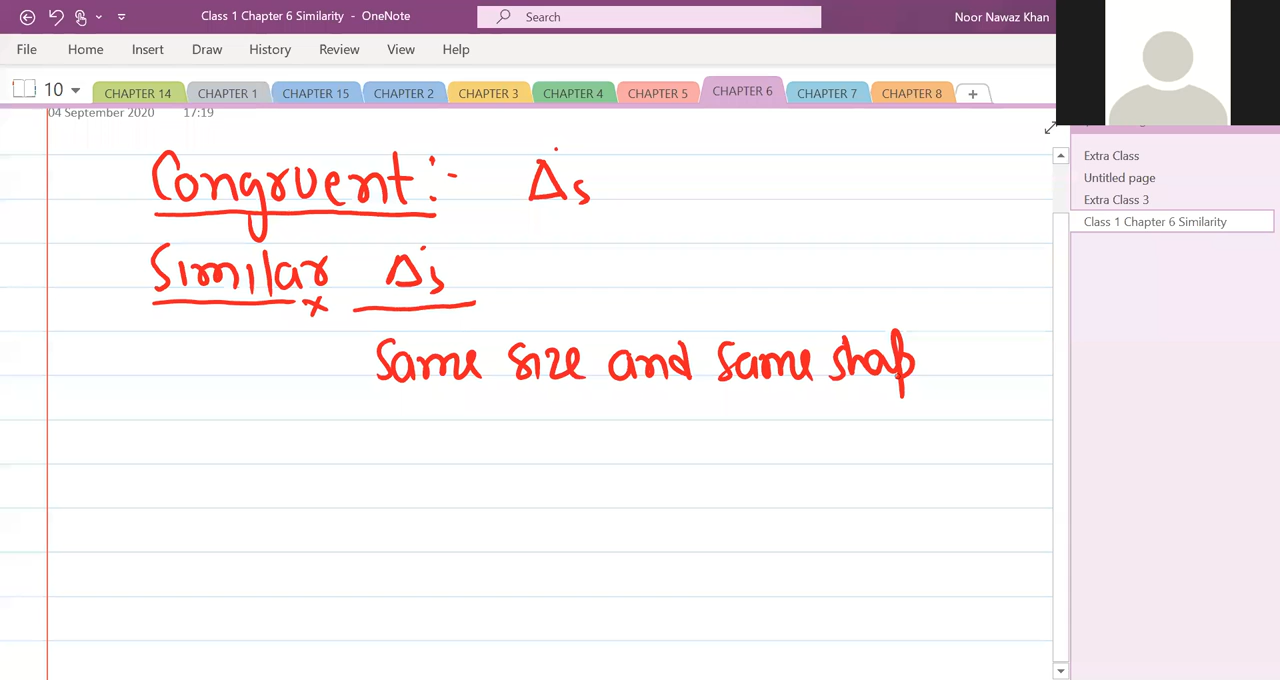 Class 1 Chapter 6 Similarity - OneNote
Search
Noor Nawaz Khan
File Home Insert Draw History Review View Help
10
CHAPTER 14 CHAPTER 1 CHAPTER 15 CHAPTER 2 CHAPTER 3 CHAPTER 4 CHAPTER 5 CHAPTER 6 CHAPTER 7 CHAPTER 8 +
04 September 2020 17:19
Extra Class
Untitled page
Extra Class 3
Class 1 Chapter 6 Similarity
Congruent :- Δs
Similar Δs
x
same size and same shap